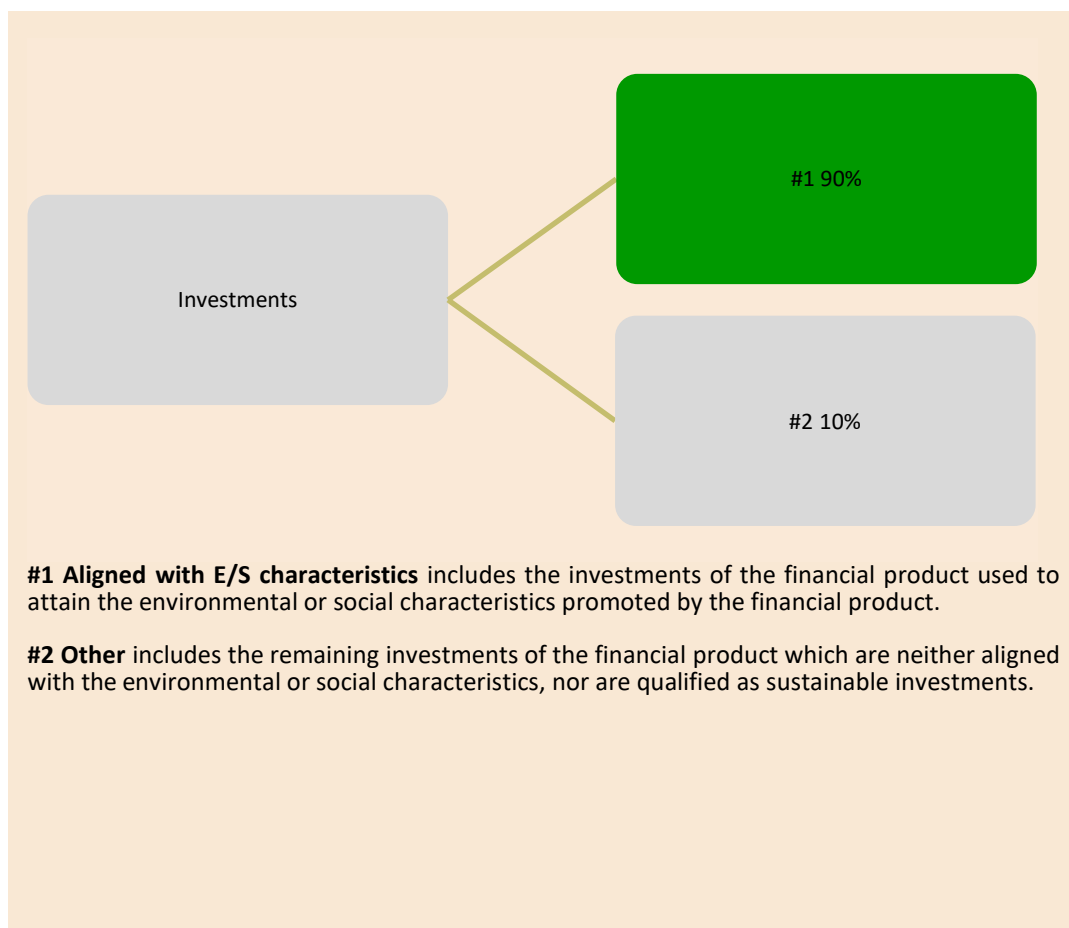 #1 90%
Investments
#2 10%
#1 Aligned with E/S characteristics includes the investments of the financial product used to
attain the environmental or social characteristics promoted by the financial product.
#2 Other includes the remaining investments of the financial product which are neither aligned
with the environmental or social characteristics, nor are qualified as sustainable investments.